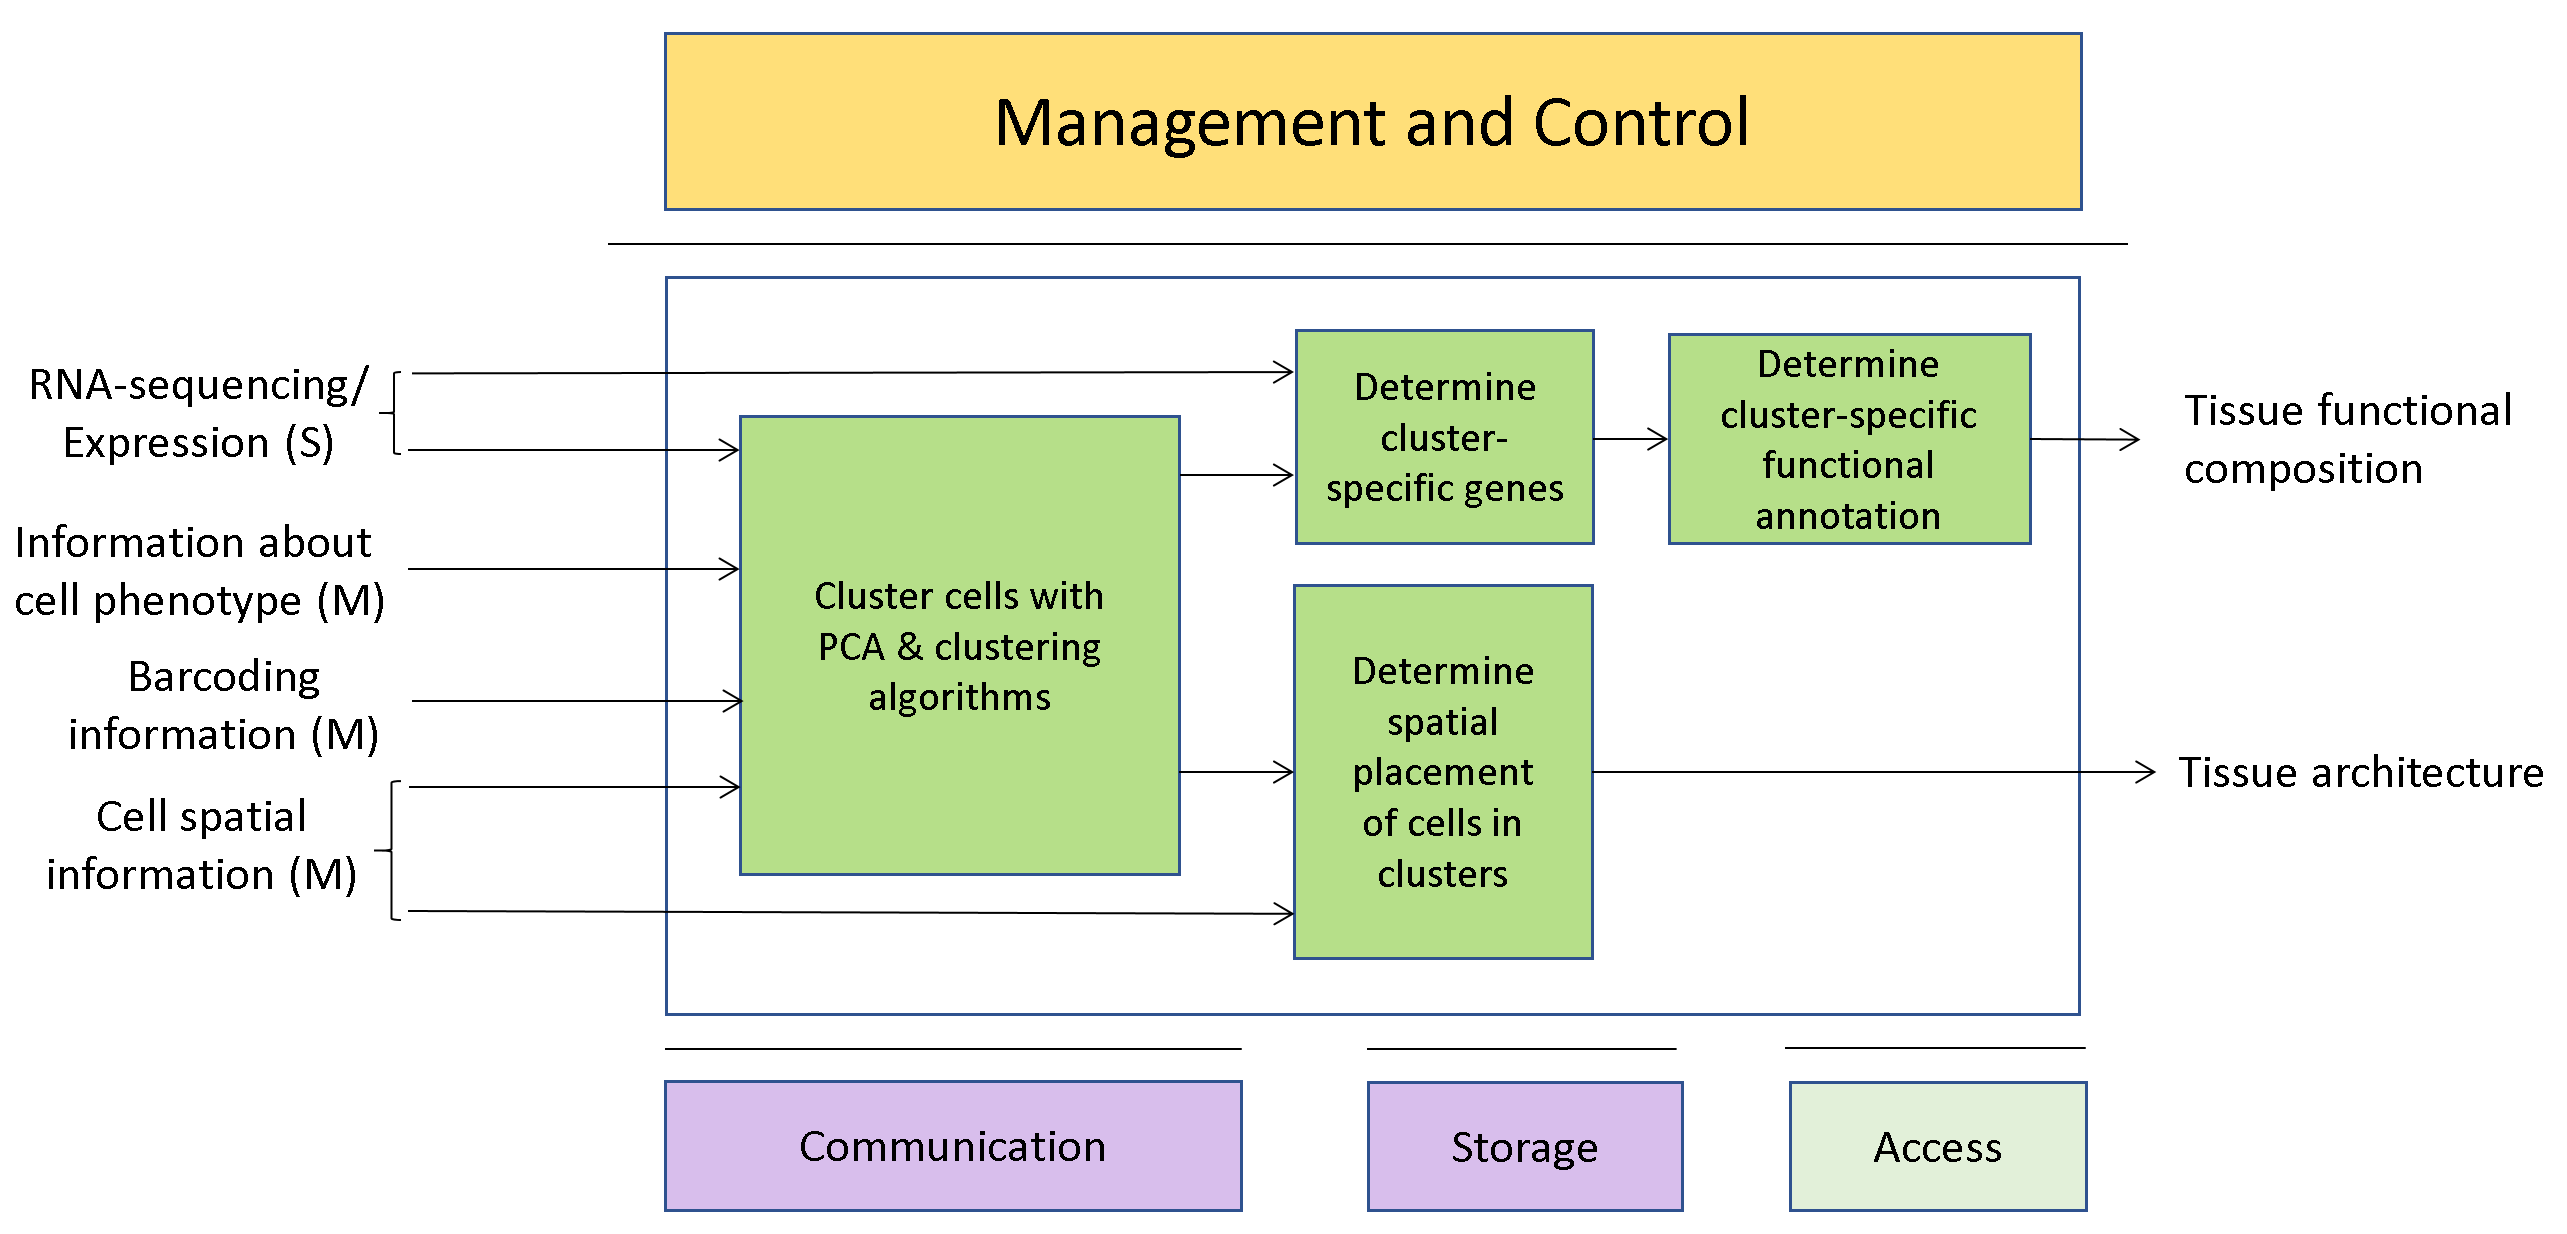 Management and Control
RNA-sequencing/
Expression (S)
Information about
cell phenotype (M)
Barcoding
information (M)
Cell spatial
information (M)
Cluster cells with
PCA & clustering
algorithms
Determine
cluster-
specific genes
Determine
cluster-specific
functional
annotation
Determine
spatial
placement
of cells in
clusters
Tissue functional
composition
Tissue architecture
Communication
Storage
Access